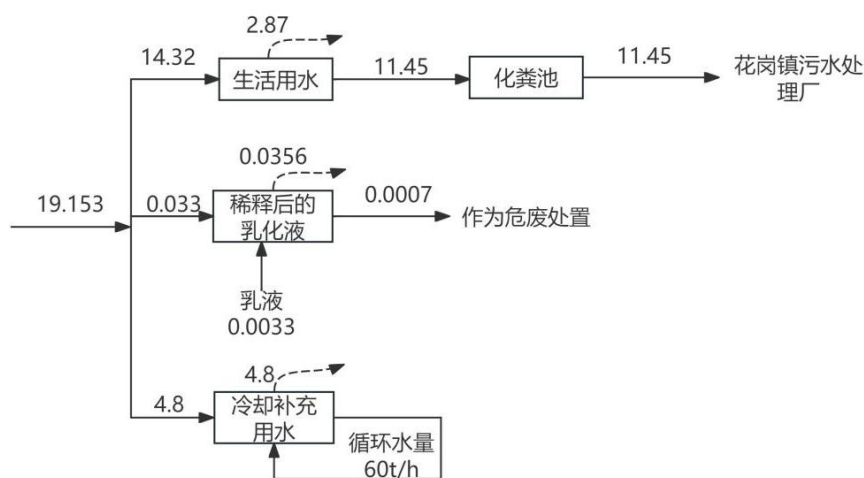 2.87
14.32
生活用水
11.45
化粪池
11.45
花岗镇污水处
理厂
19.153
0.0356
0.033
稀释后的
乳化液
0.0007
作为危废处置
乳液
0.0033
4.8
4.8
冷却补充
用水
循环水量
60t/h